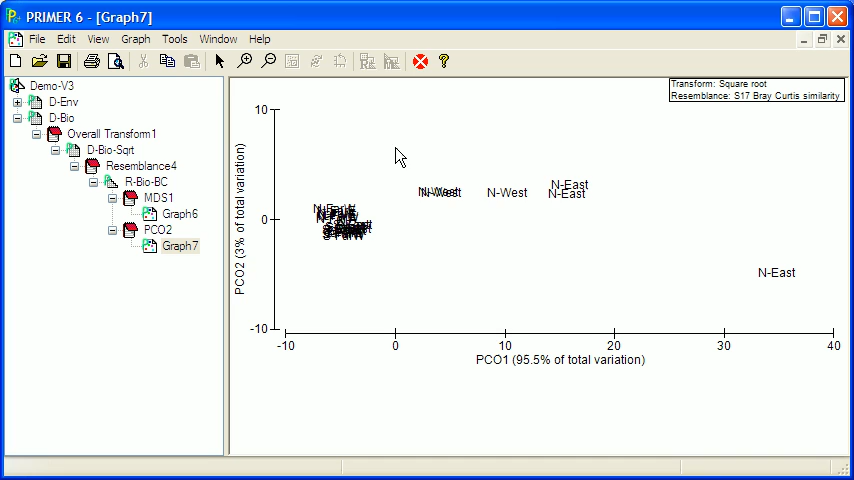 PRIMER 6 - [Graph7]
File Edit View Graph Tools Window Help
Demo-V3
D-Env
D-Bio
Overall Transform1
D-Bio-Sqrt
Resemblance4
R-Bio-BC
MDS1
Graph6
PCO2
Graph7
Transform: Square root
Resemblance: S17 Bray Curtis similarity
10
0
-10
PCO2 (3% of total variation)
N-West
N-West
N-East
N-East
N-East
-10 0 10 20 30 40
PCO1 (95.5% of total variation)